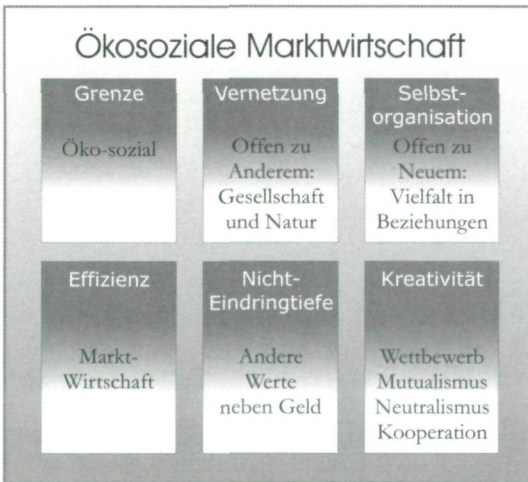 Ökosoziale Marktwirtschaft
Grenze
Öko-sozial
Vernetzung
Offen zu
Anderem:
Gesellschaft
und Natur
Selbst-
organisation
Offen zu
Neuem:
Vielfalt in
Beziehungen
Effizienz
Markt-
Wirtschaft
Nicht-
Eindringtiefe
Andere
Werte
neben Geld
Kreativität
Wettbewerb
Mutualismus
Neutralismus
Kooperation